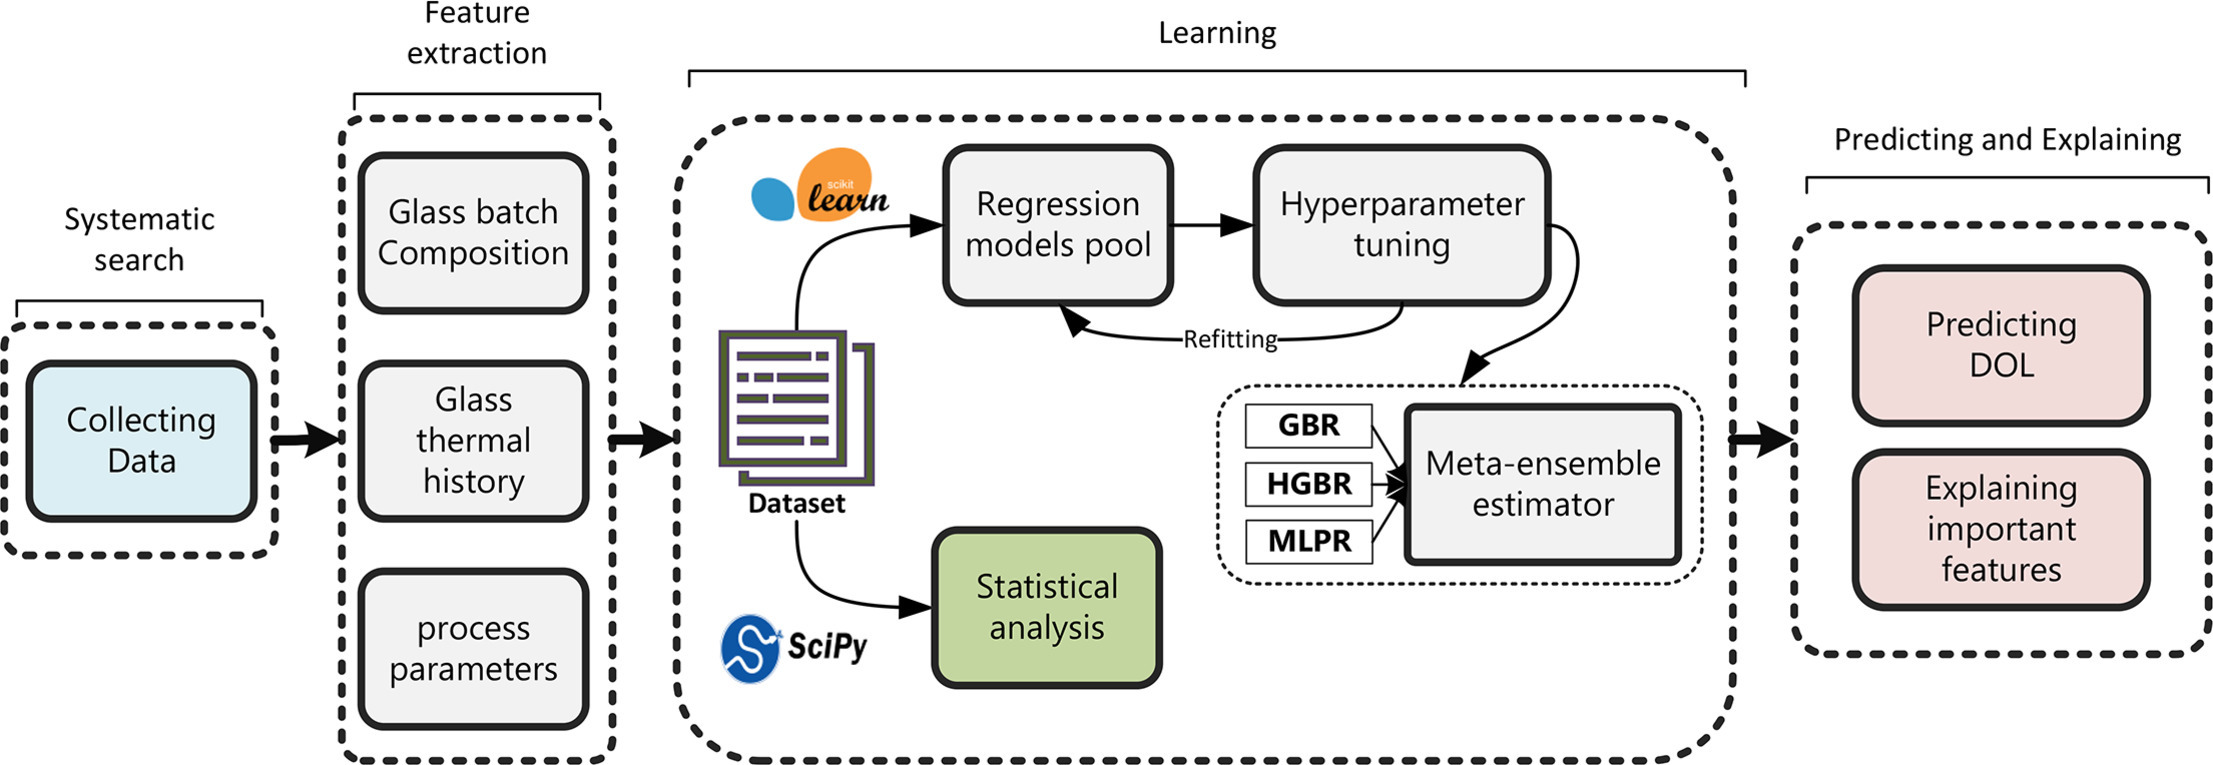 Systematic
search
Collecting
Data
Feature
extraction
Glass batch
Composition
Glass
thermal
history
process
parameters
Learning
scikit
learn
Regression
models pool
Hyperparameter
tuning
Refitting
Dataset
GBR
HGBR
MLPR
Meta-ensemble
estimator
SciPy
Statistical
analysis
Predicting and Explaining
Predicting
DOL
Explaining
important
features